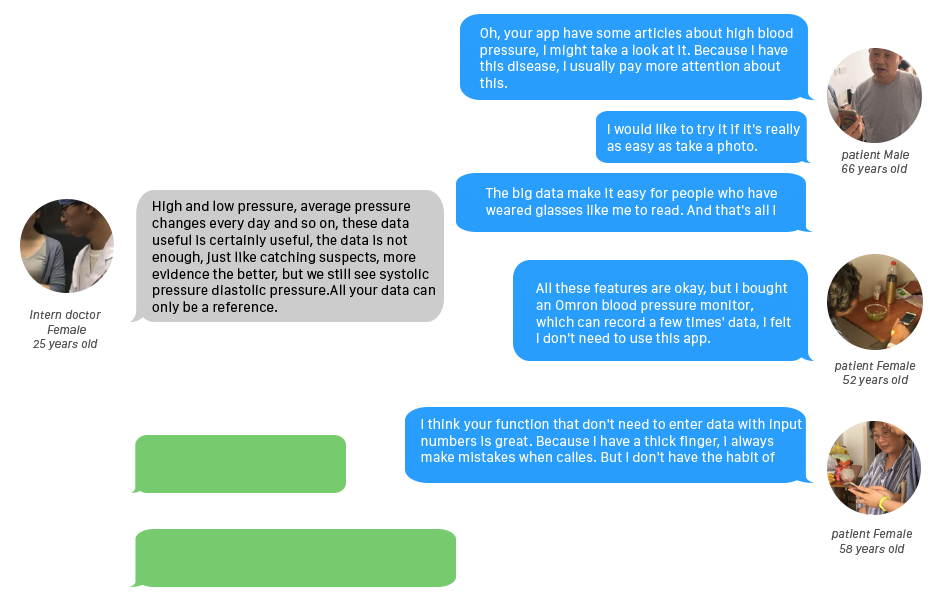 Oh, your app have some articles about high blood
pressure, I might take a look at it. Because I have
this disease, I usually pay more attention about
this.
I would like to try it if it's really
as easy as take a photo.
patient Male
66 years old
The big data make it easy for people who have
weared glasses like me to read. And that's all I
High and low pressure, average pressure
changes every day and so on, these data
useful is certainly useful, the data is not
enough, just like catching suspects, more
evidence the better, but we still see systolic
pressure diastolic pressure.All your data can
only be a reference.
Intern doctor
Female
25 years old
All these features are okay, but I bought
an Omron blood pressure monitor,
which can record a few times' data, I felt
I don't need to use this app.
patient Female
52 years old
I think your function that don't need to enter data with input
numbers is great. Because I have a thick finger, I always
make mistakes when calles. But I don't have the habit of
patient Female
58 years old